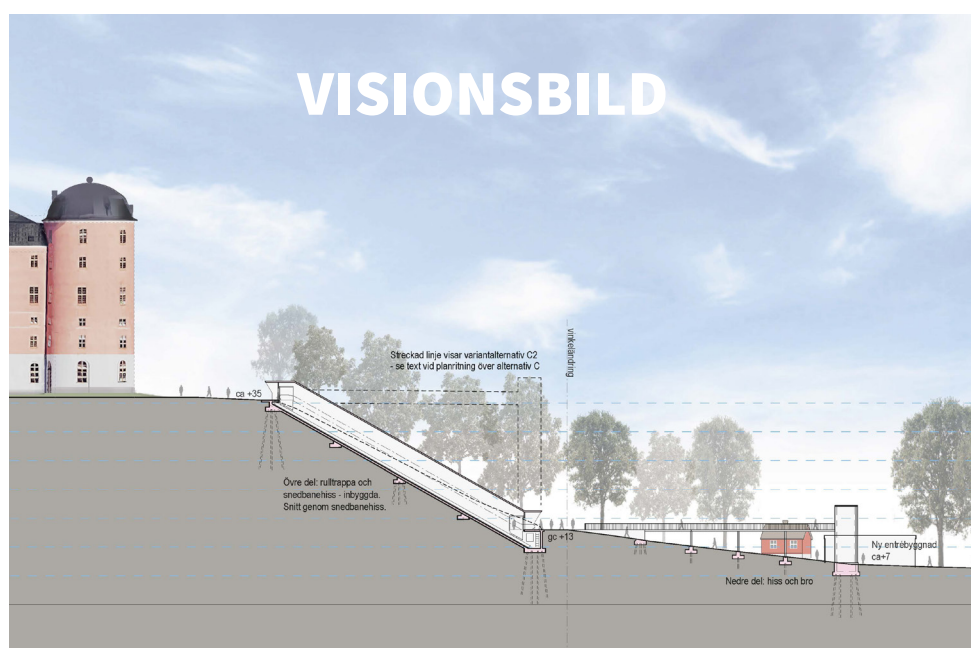 VISIONSBILD
vinkeländring
Streckad linje visar variantalternativ C2
- se text vid planritning över alternativ C
ca +35
Övre del: rulltrappa och
snedbanehiss - inbyggda.
Snitt genom snedbanehiss.
gc +13
Ny entrébyggnad
ca+7
Nedre del: hiss och bro